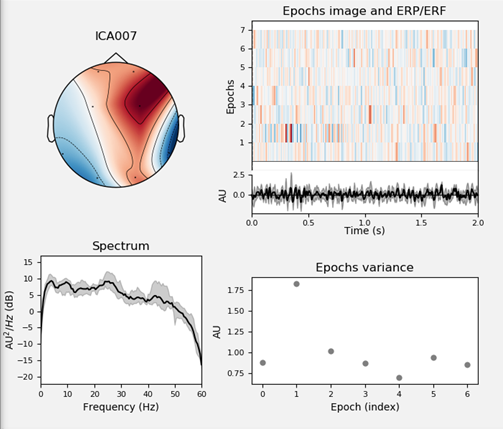 ICA007
Epochs image and ERP/ERF
7
6
5
4
3
2
1
Epochs
2.5
0.0
AU
0.0 0.5 1.0 1.5 2.0
Time (s)
Spectrum
15
10
5
0
−5
−10
−15
−20
AU²/Hz (dB)
0 10 20 30 40 50 60
Frequency (Hz)
Epochs variance
1.75
1.50
1.25
1.00
0.75
AU
0 1 2 3 4 5 6
Epoch (index)